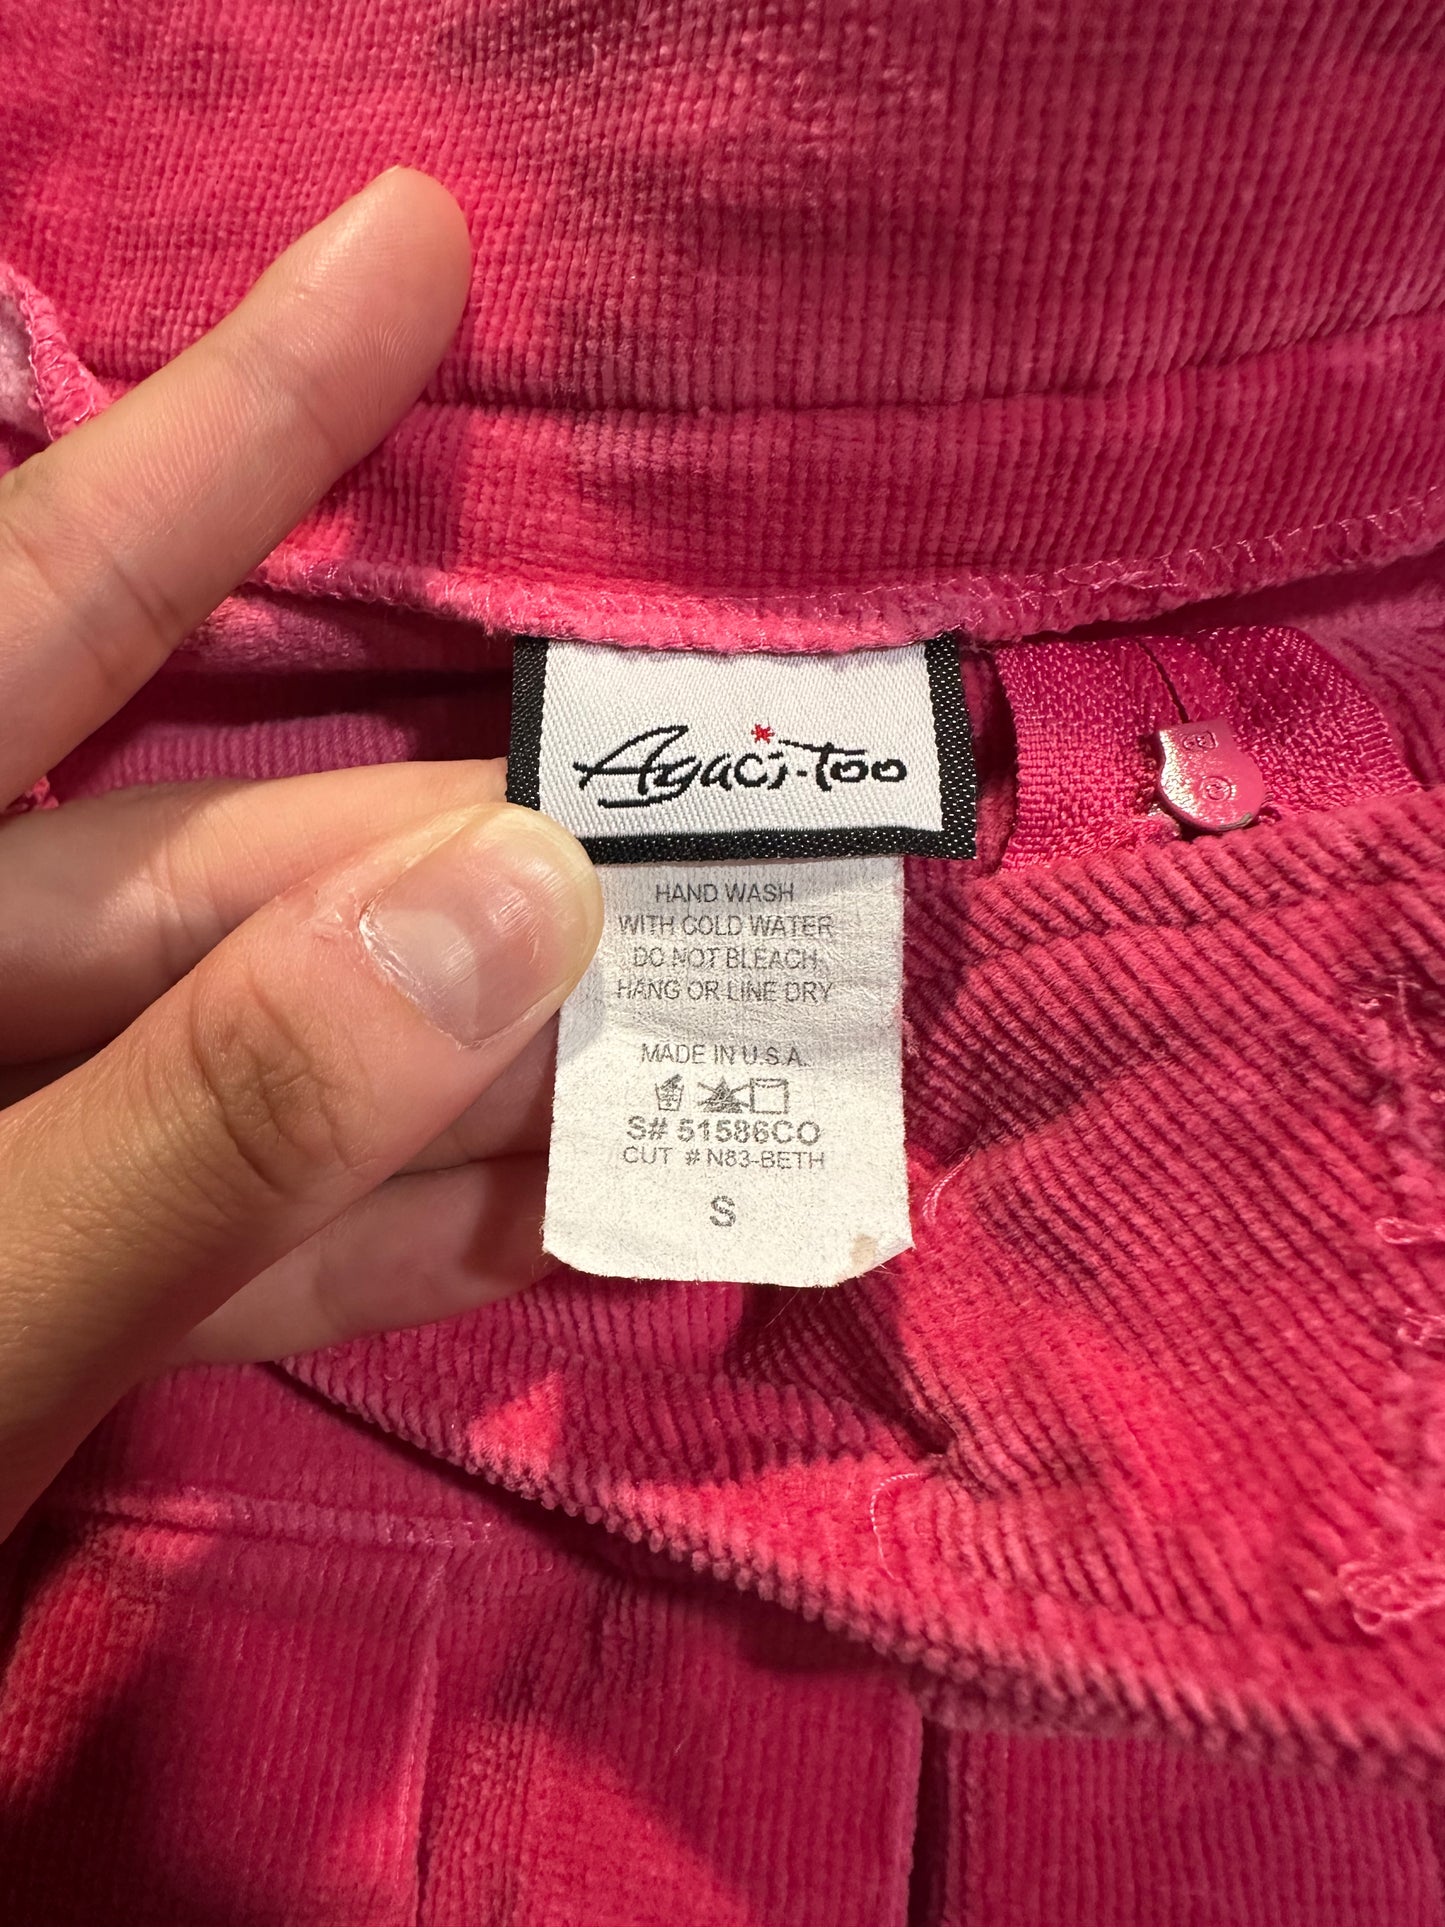 Agaci-Too
HAND WASH
WITH COLD WATER
DO NOT BLEACH
HANG OR LINE DRY
MADE IN U.S.A.
S# 51586CO
CUT # N83-BETH
S